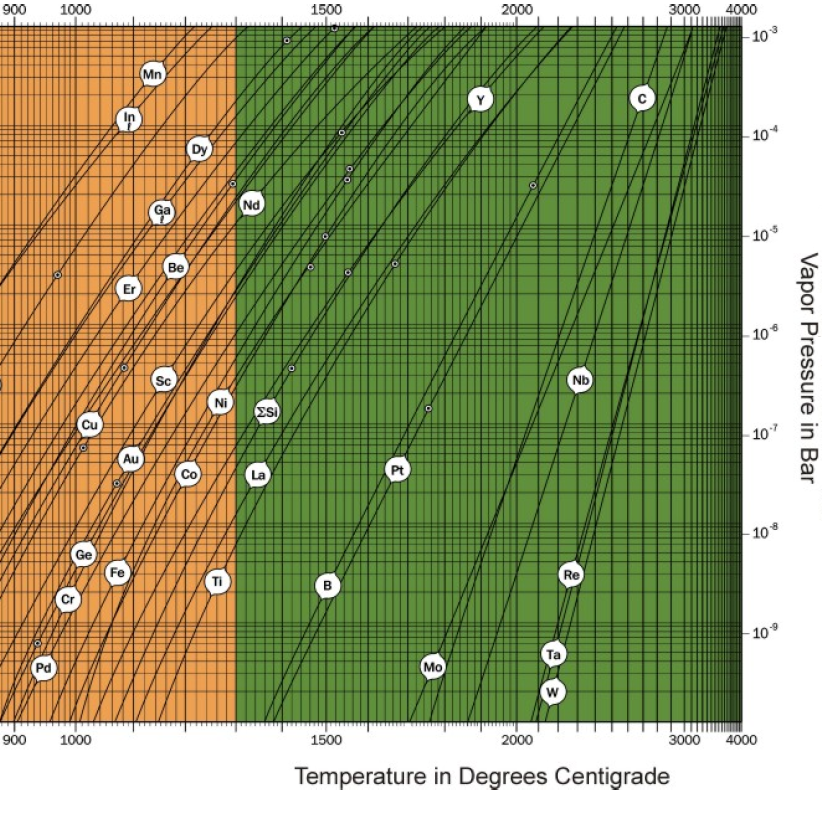 900 1000 1500 2000 3000 4000
10-3
Mn
Y
C
In
10-4
Dy
Nd
Ga
10-5
Be
Er
10-6
Sc
Nb
Ni
ΣSi
Cu
10-7
Au
Pt
Co
La
10-8
Ge
Fe
Re
Ti
B
Cr
10-9
Ta
Pd
Mo
W
900 1000 1500 2000 3000 4000
Vapor Pressure in Bar
Temperature in Degrees Centigrade